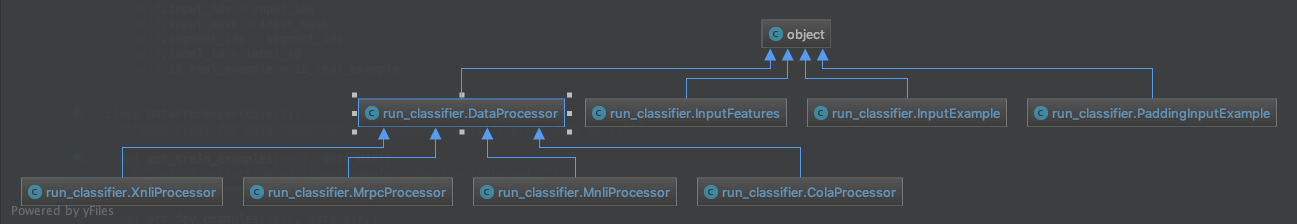 C object
C run_classifier.DataProcessor
C run_classifier.InputFeatures
C run_classifier.InputExample
C run_classifier.PaddingInputExample
C run_classifier.XnliProcessor
C run_classifier.MrpcProcessor
C run_classifier.MnliProcessor
C run_classifier.ColaProcessor
Powered by yFiles